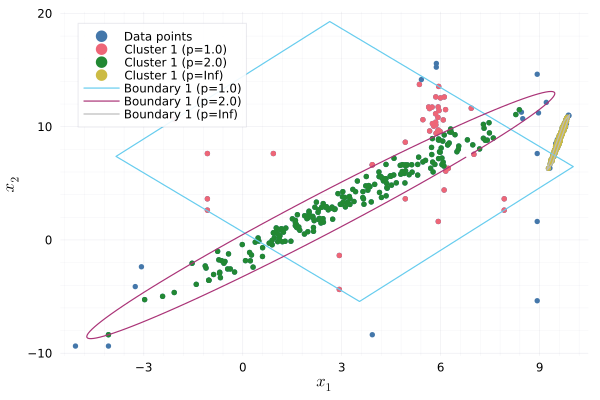 20
Data points
Cluster 1 (p=1.0)
Cluster 1 (p=2.0)
Cluster 1 (p=Inf)
Boundary 1 (p=1.0)
Boundary 1 (p=2.0)
Boundary 1 (p=Inf)
10
x₂
0
−10
−3 0 3 6 9
x₁